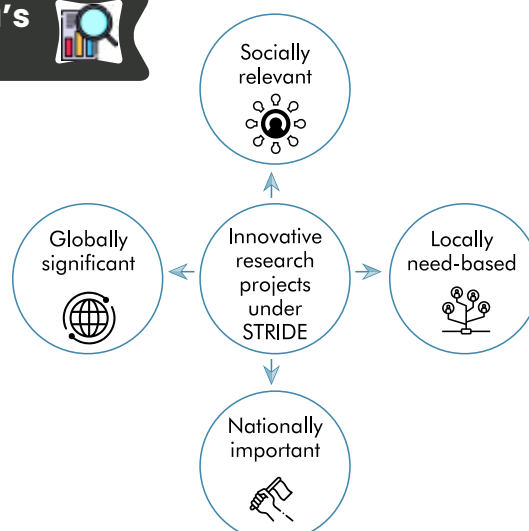 Socially
relevant
Globally
significant
Innovative
research
projects
under
STRIDE
Locally
need-based
Nationally
important